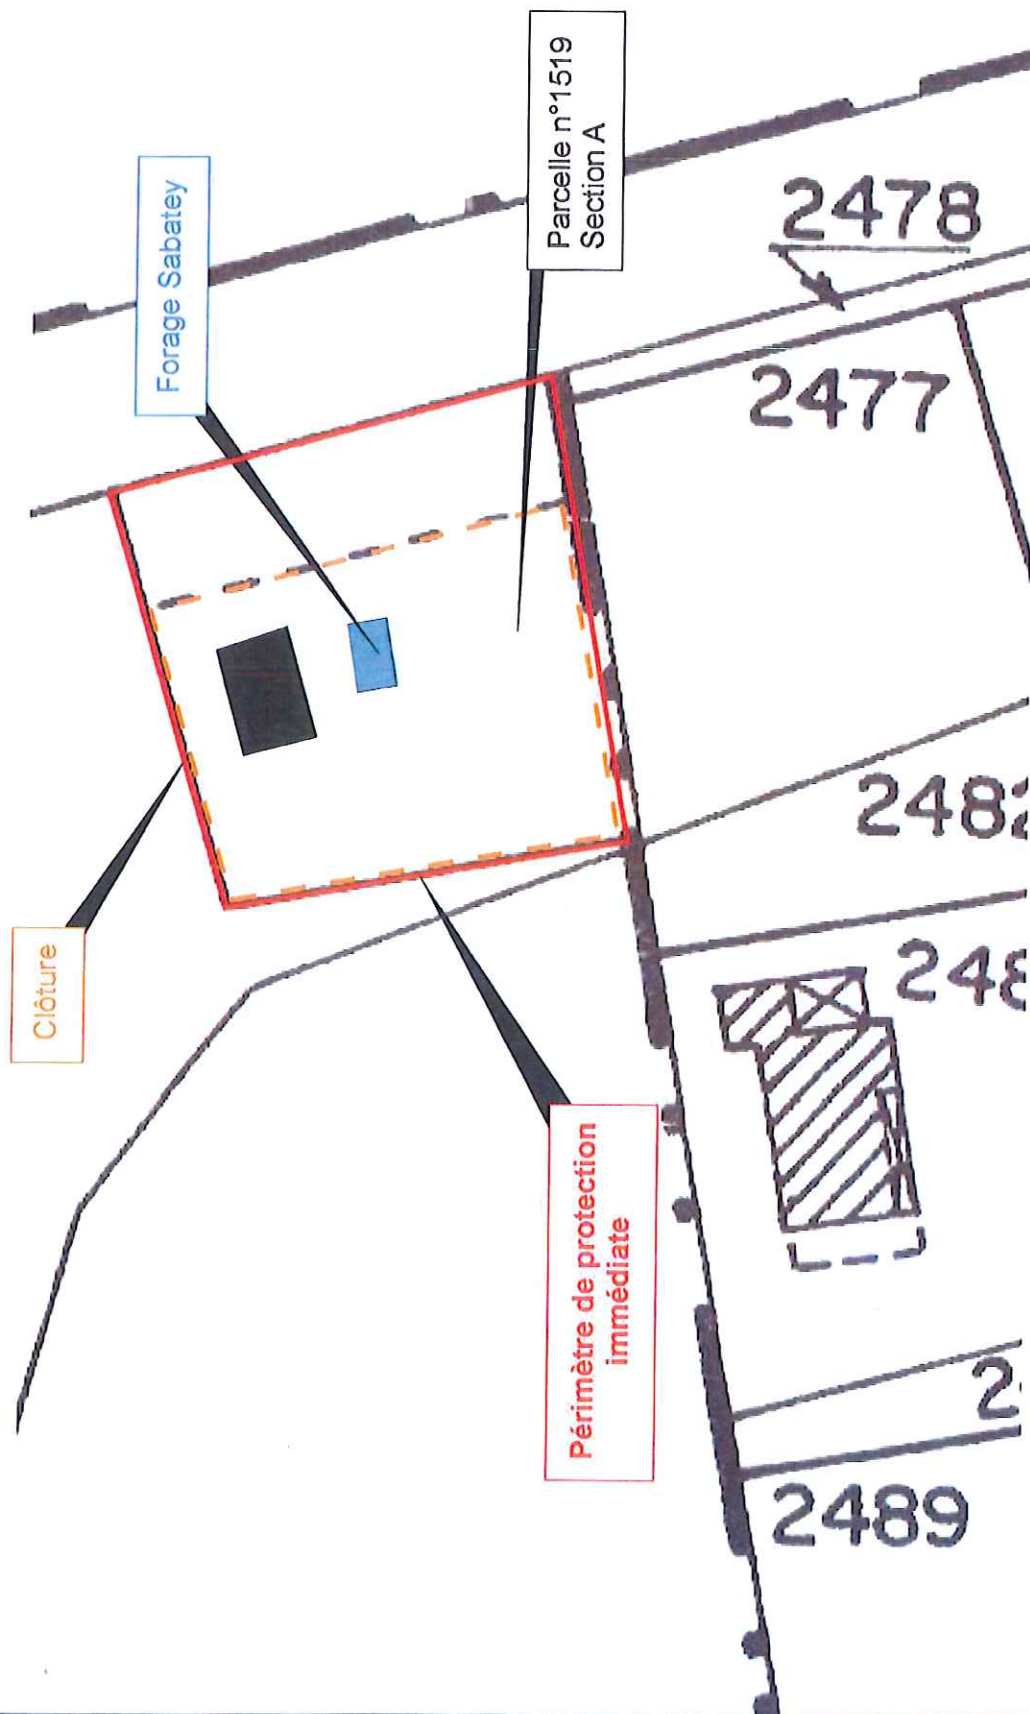 Clôture
Forage Sabatey
Parcelle n°1519
Section A
Périmètre de protection
immédiate
2478
2477
2489